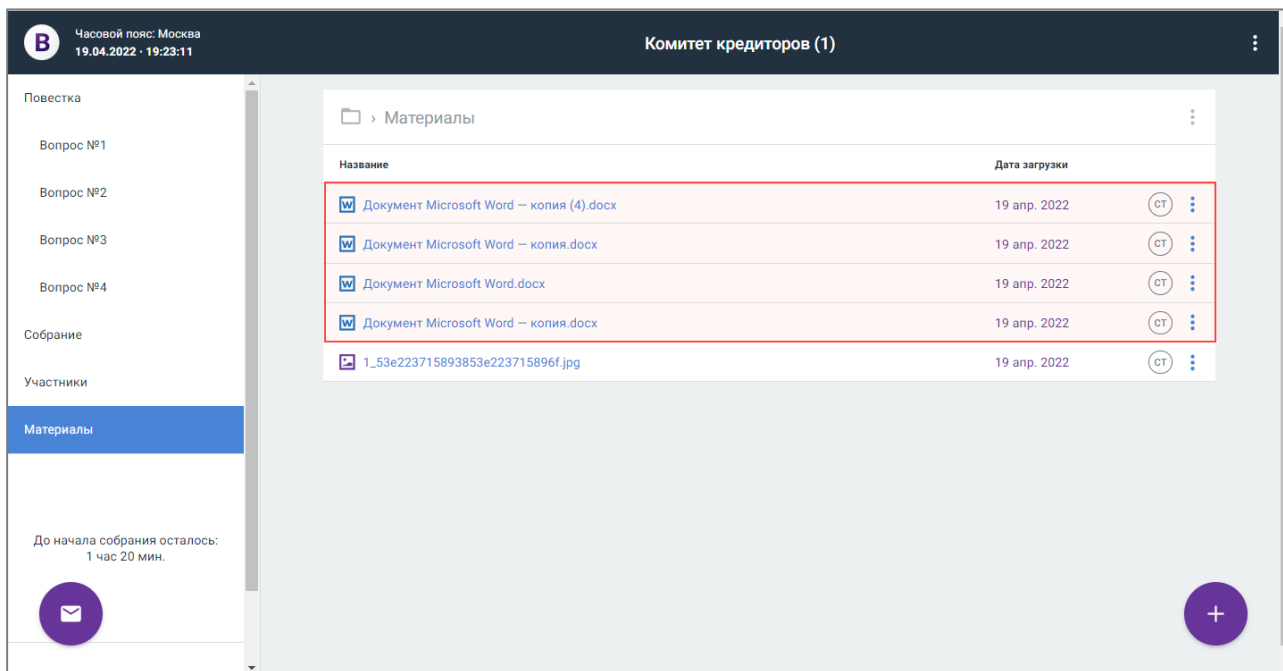 B
Часовой пояс: Москва
19.04.2022 · 19:23:11
Комитет кредиторов (1)
Повестка
Вопрос №1
Вопрос №2
Вопрос №3
Вопрос №4
Собрание
Участники
Материалы
До начала собрания осталось:
1 час 20 мин.
› Материалы
Название Дата загрузки
W Документ Microsoft Word — копия (4).docx 19 апр. 2022 СТ
W Документ Microsoft Word — копия.docx 19 апр. 2022 СТ
W Документ Microsoft Word.docx 19 апр. 2022 СТ
W Документ Microsoft Word — копия.docx 19 апр. 2022 СТ
1_53e223715893853e223715896f.jpg 19 апр. 2022 СТ